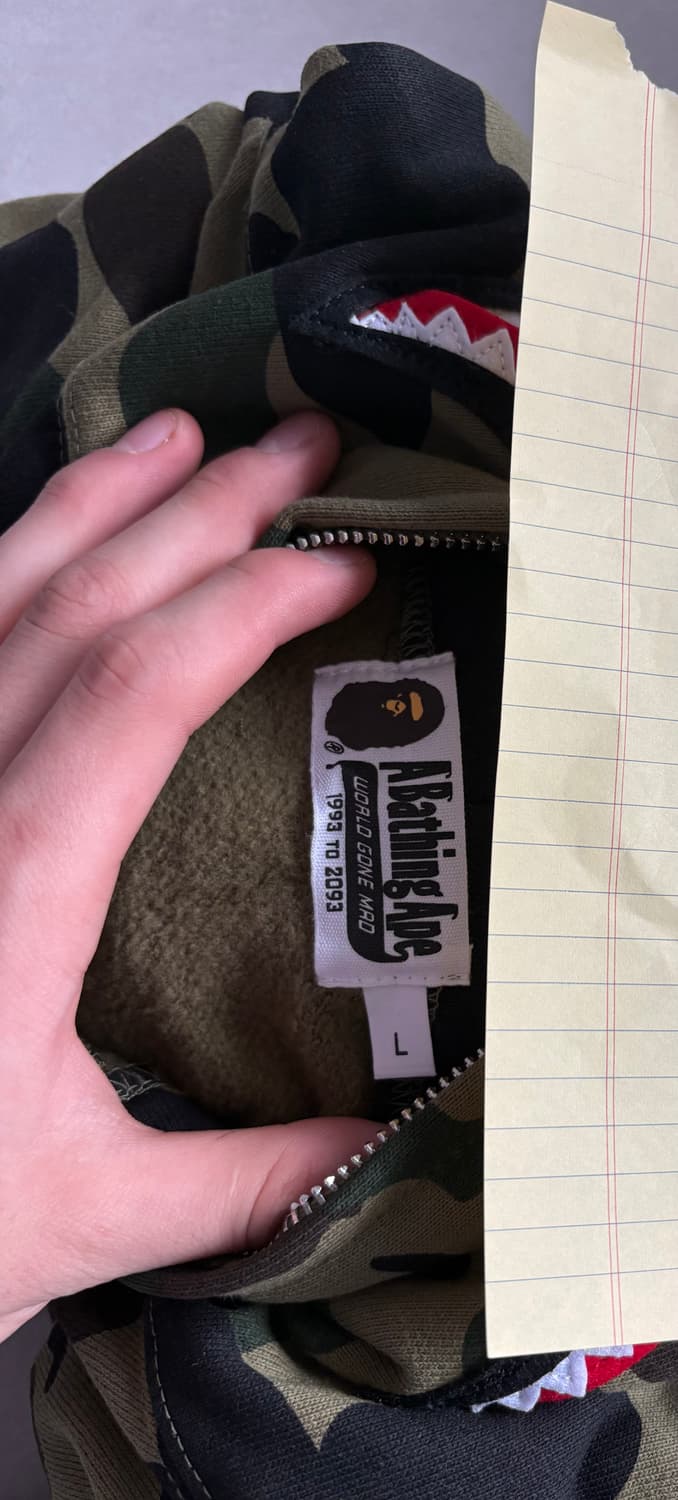 ®
A Bathing Ape
WORLD GONE MAD
1993 TO 2093
L